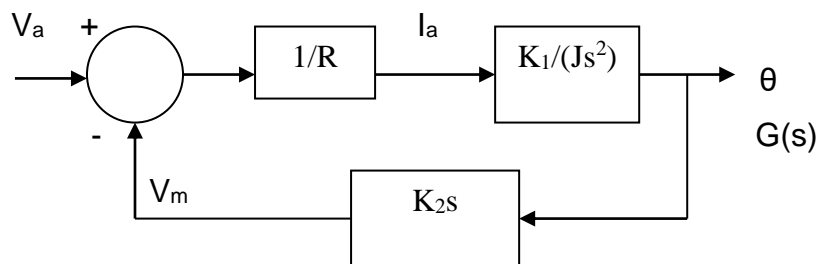 Va
+
1/R
Ia
K1/(Js2)
θ
G(s)
-
Vm
K2s